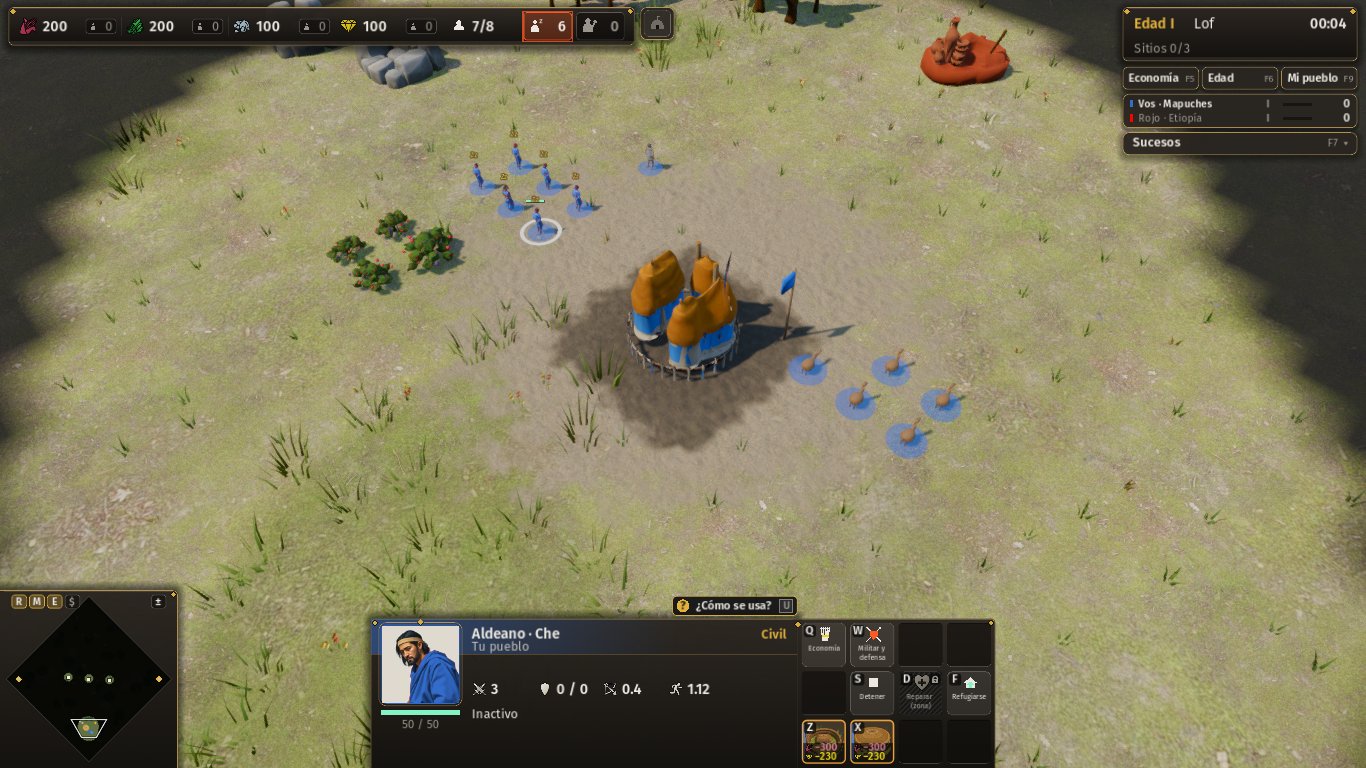 200 0 200 0 100 0 100 0 7/8 6 0
Edad I Lof 00:04
Sitios 0/3
Economía F5 Edad F6 Mi pueblo F9
Vos · Mapuches I 0
Rojo · Etiopía I 0
Sucesos F7
R M E $ ±
¿Cómo se usa? U
Aldeano · Che Civil
Tu pueblo
3 0 / 0 0.4 1.12
Inactivo
50 / 50
Q Economía
W Militar y defensa
S Detener
D Reparar (zona)
F Refugiarse
Z -300 -230
X -300 -230